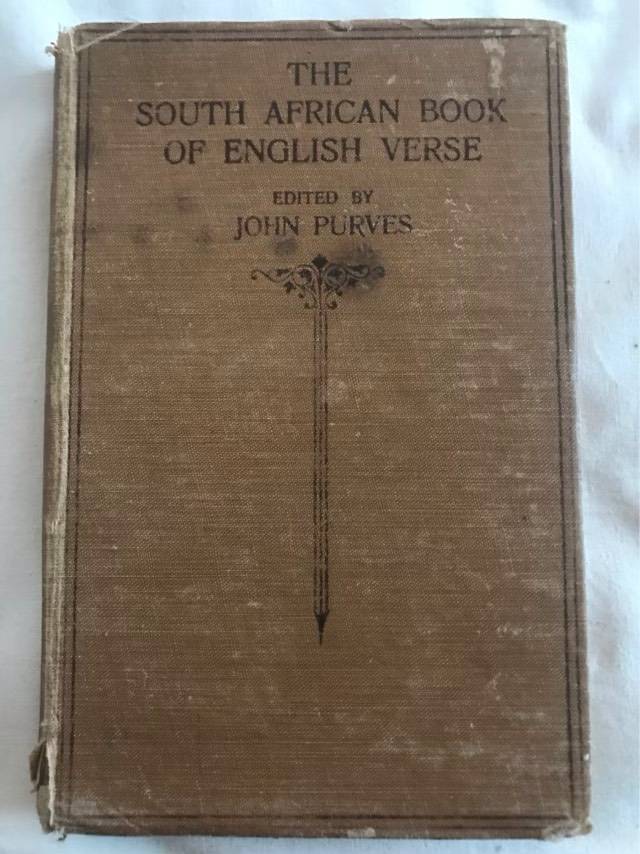 THE
SOUTH AFRICAN BOOK
OF ENGLISH VERSE
EDITED BY
JOHN PURVES